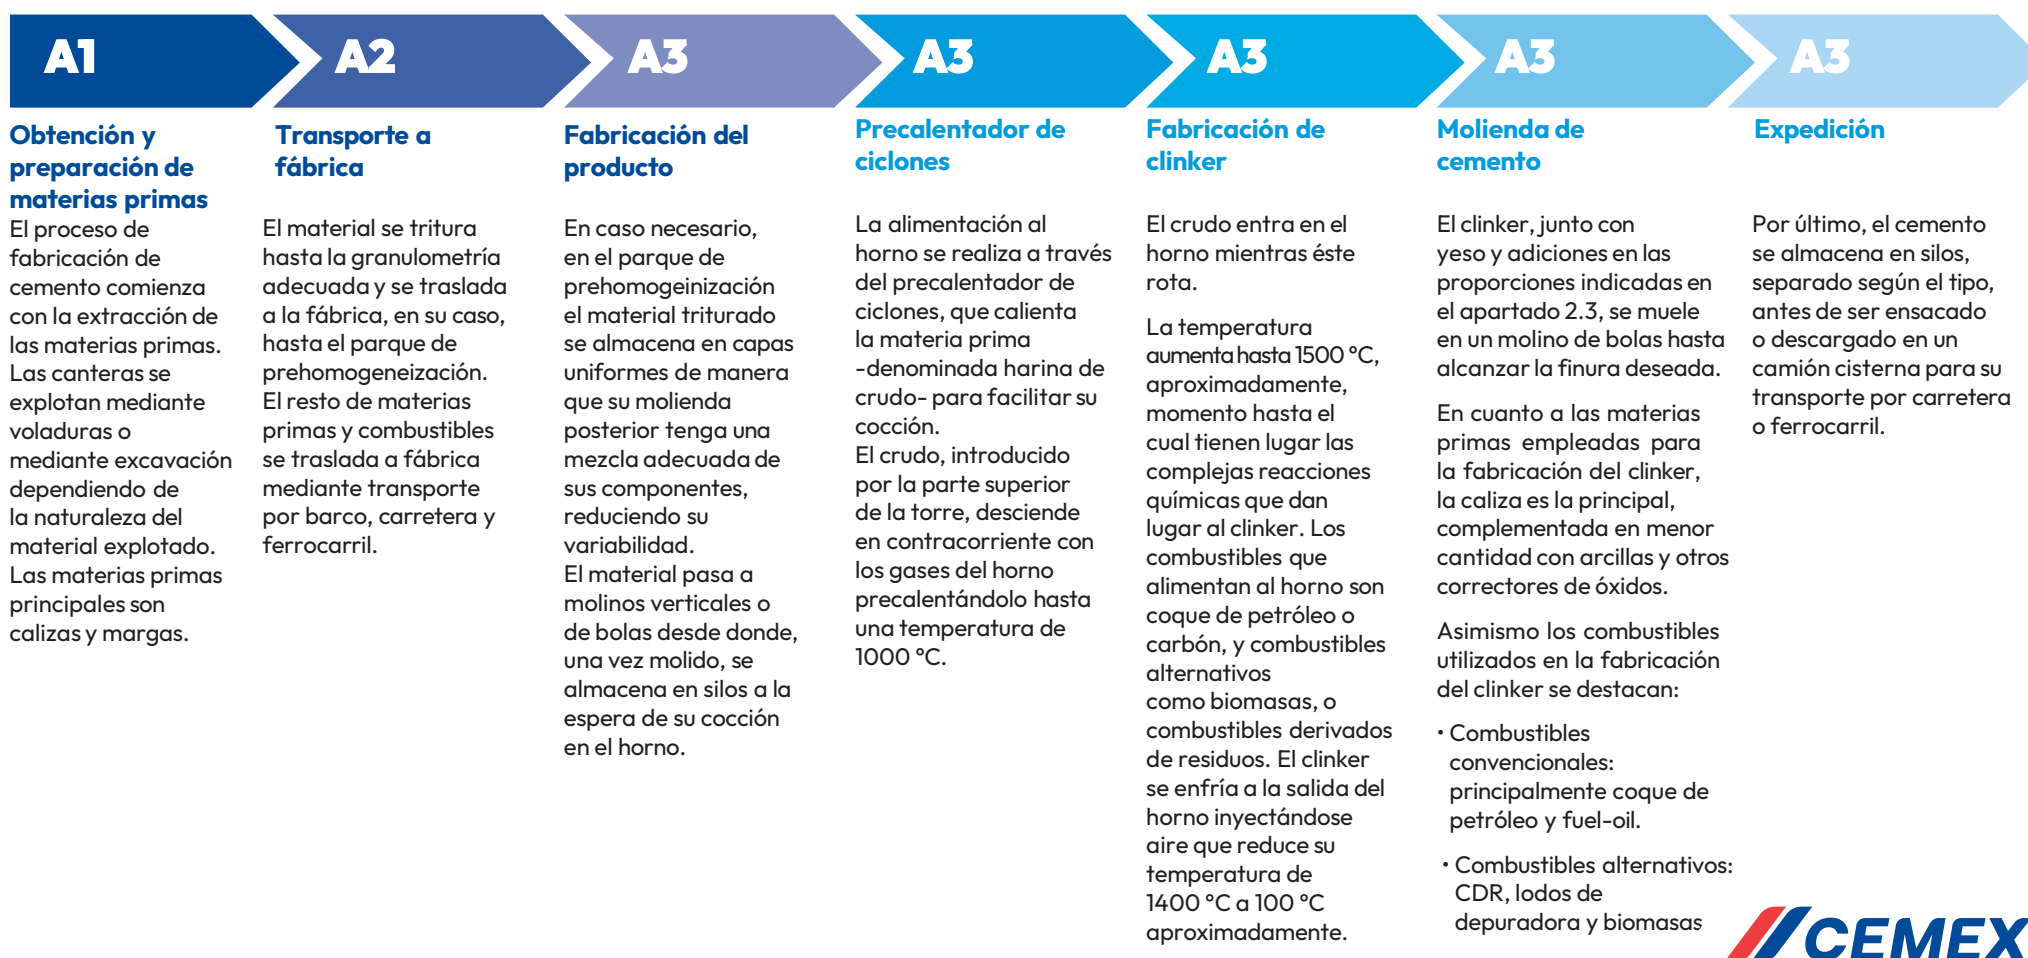 A1
Obtención y
preparación de
materias primas
El proceso de
fabricación de
cemento comienza
con la extracción de
las materias primas.
Las canteras se
explotan mediante
voladuras o
mediante excavación
dependiendo de
la naturaleza del
material explotado.
Las materias primas
principales son
calizas y margas.
A2
Transporte a
fábrica
El material se tritura
hasta la granulometría
adecuada y se traslada
a la fábrica, en su caso,
hasta el parque de
prehomogeneización.
El resto de materias
primas y combustibles
se traslada a fábrica
mediante transporte
por barco, carretera y
ferrocarril.
A3
Fabricación del
producto
En caso necesario,
en el parque de
prehomogeinización
el material triturado
se almacena en capas
uniformes de manera
que su molienda
posterior tenga una
mezcla adecuada de
sus componentes,
reduciendo su
variabilidad.
El material pasa a
molinos verticales o
de bolas desde donde,
una vez molido, se
almacena en silos a la
espera de su cocción
en el horno.
A3
Precalentador de
ciclones
La alimentación al
horno se realiza a través
del precalentador de
ciclones, que calienta
la materia prima
-denominada harina de
crudo- para facilitar su
cocción.
El crudo, introducido
por la parte superior
de la torre, desciende
en contracorriente con
los gases del horno
precalentándolo hasta
una temperatura de
1000 °C.
A3
Fabricación de
clinker
El crudo entra en el
horno mientras éste
rota.
La temperatura
aumenta hasta 1500 °C,
aproximadamente,
momento hasta el
cual tienen lugar las
complejas reacciones
químicas que dan
lugar al clinker. Los
combustibles que
alimentan al horno son
coque de petróleo o
carbón, y combustibles
alternativos
como biomasas, o
combustibles derivados
de residuos. El clinker
se enfría a la salida del
horno inyectándose
aire que reduce su
temperatura de
1400 °C a 100 °C
aproximadamente.
A3
Molienda de
cemento
El clinker, junto con
yeso y adiciones en las
proporciones indicadas en
el apartado 2.3, se muele
en un molino de bolas hasta
alcanzar la finura deseada.
En cuanto a las materias
primas empleadas para
la fabricación del clinker,
la caliza es la principal,
complementada en menor
cantidad con arcillas y otros
correctores de óxidos.
Asimismo los combustibles
utilizados en la fabricación
del clinker se destacan:
• Combustibles
convencionales:
principalmente coque de
petróleo y fuel-oil.
• Combustibles alternativos:
CDR, lodos de
depuradora y biomasas
A3
Expedición
Por último, el cemento
se almacena en silos,
separado según el tipo,
antes de ser ensacado
o descargado en un
camión cisterna para su
transporte por carretera
o ferrocarril.
CEMEX